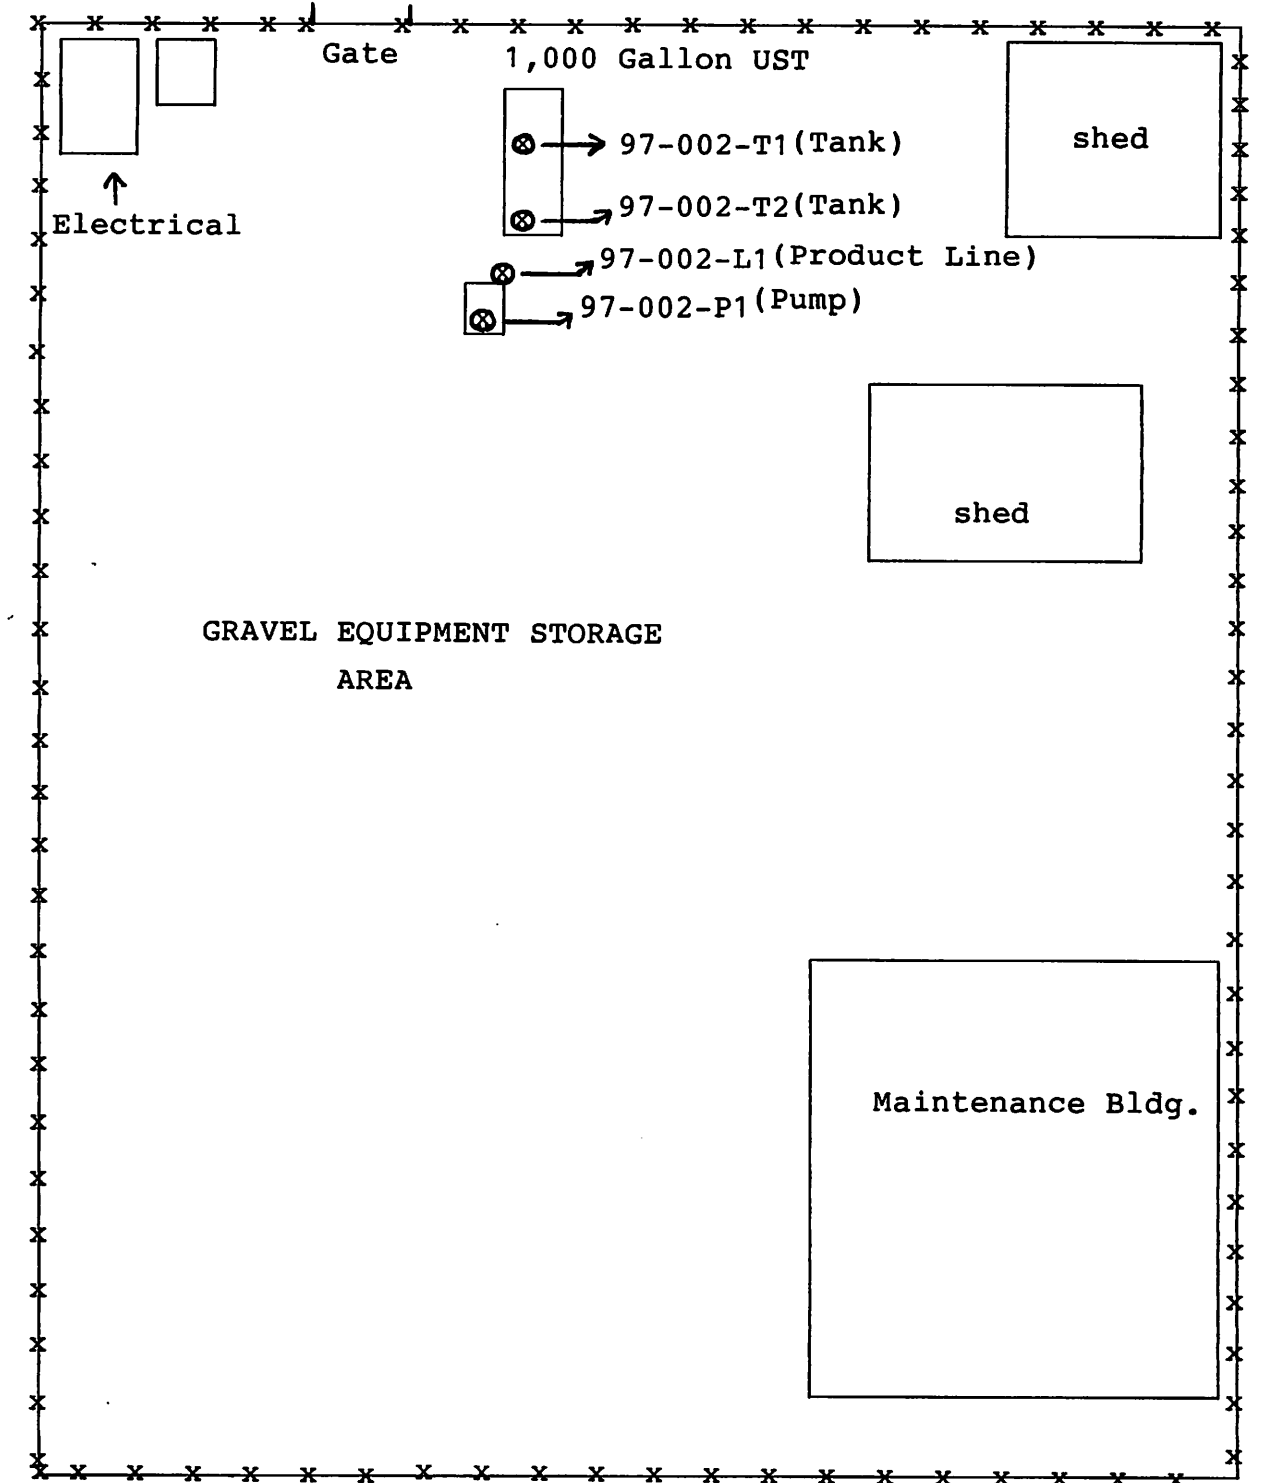 Gate
1,000 Gallon UST
97-002-T1(Tank)
shed
97-002-T2(Tank)
Electrical
97-002-L1(Product Line)
97-002-P1(Pump)
shed
GRAVEL EQUIPMENT STORAGE
AREA
Maintenance Bldg.